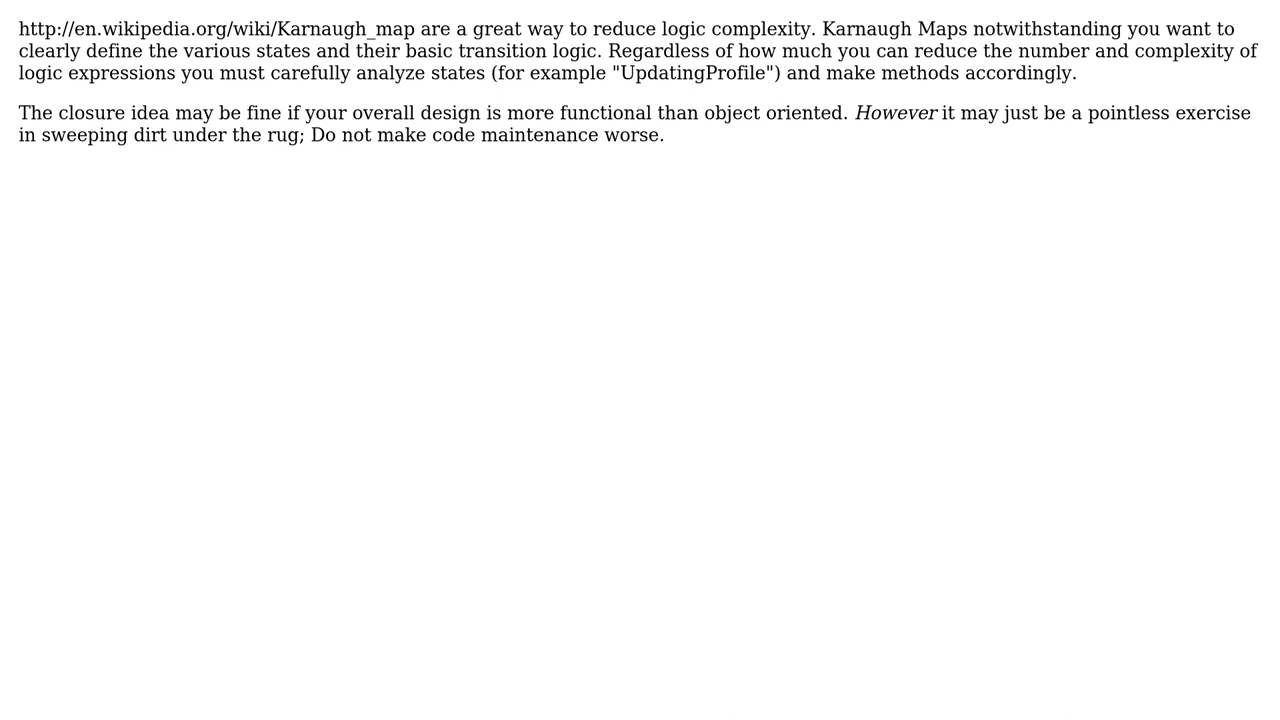 http://en.wikipedia.org/wiki/Karnaugh_map are a great way to reduce logic complexity. Karnaugh Maps notwithstanding you want to
clearly define the various states and their basic transition logic. Regardless of how much you can reduce the number and complexity of
logic expressions you must carefully analyze states (for example "UpdatingProfile") and make methods accordingly.
The closure idea may be fine if your overall design is more functional than object oriented. However it may just be a pointless exercise
in sweeping dirt under the rug; Do not make code maintenance worse.